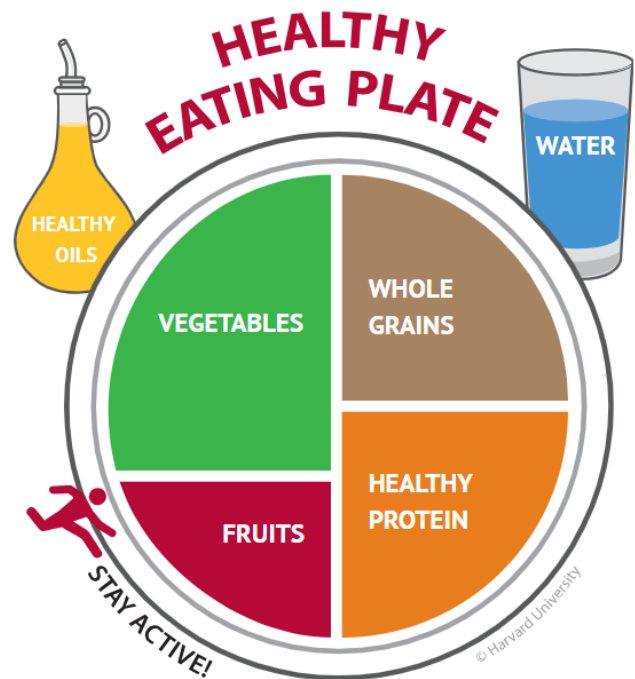 HEALTHY
EATING PLATE
HEALTHY
OILS
WATER
VEGETABLES
WHOLE
GRAINS
FRUITS
HEALTHY
PROTEIN
STAY ACTIVE!
© Harvard University